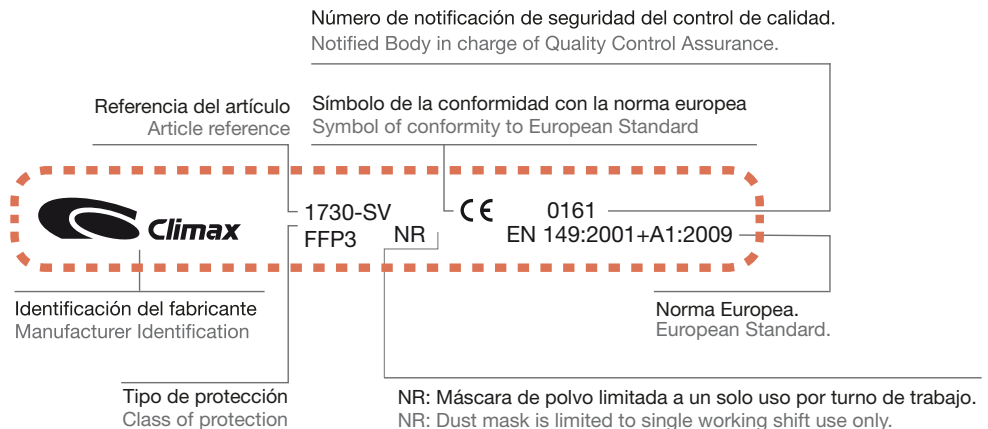 Número de notificación de seguridad del control de calidad.
Notified Body in charge of Quality Control Assurance.
Referencia del artículo
Article reference
Símbolo de la conformidad con la norma europea
Symbol of conformity to European Standard
Climax
1730-SV
CE
0161
FFP3
NR
EN 149:2001+A1:2009
Identificación del fabricante
Manufacturer Identification
Norma Europea.
European Standard.
Tipo de protección
Class of protection
NR: Máscara de polvo limitada a un solo uso por turno de trabajo.
NR: Dust mask is limited to single working shift use only.